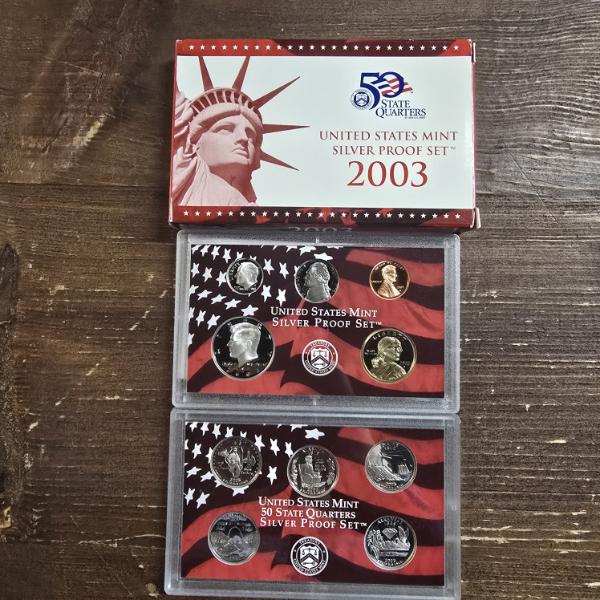 50
STATE
QUARTERS
UNITED STATES MINT
SILVER PROOF SET™
2003
2003
UNITED STATES MINT
SILVER PROOF SET™
UNITED STATES MINT
50 STATE QUARTERS
SILVER PROOF SET™